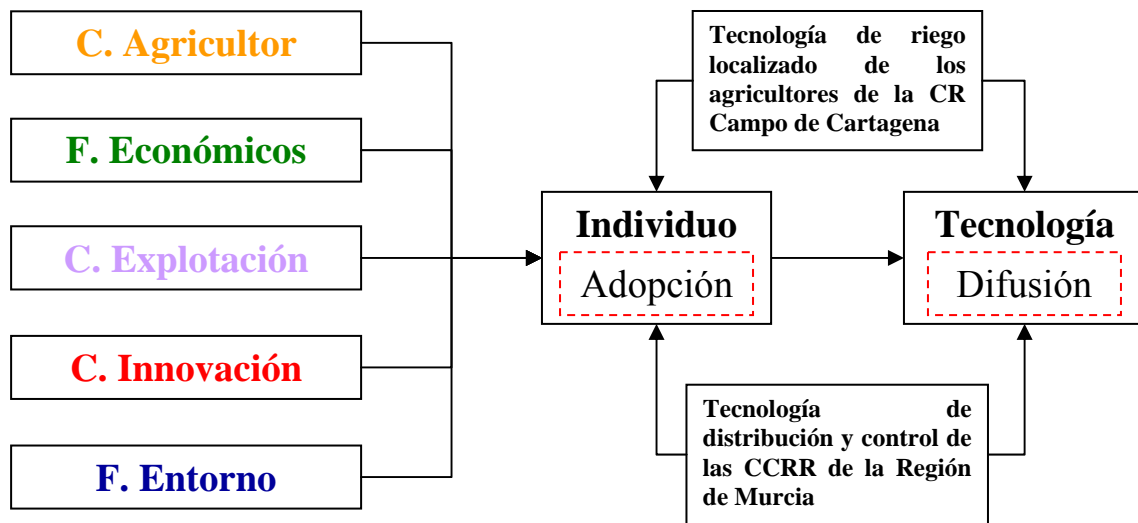 C. Agricultor
F. Económicos
C. Explotación
C. Innovación
F. Entorno
Tecnología de riego
localizado de los
agricultores de la CR
Campo de Cartagena
Individuo
Adopción
Tecnología
Difusión
Tecnología de
distribución y control de
las CCRR de la Región
de Murcia